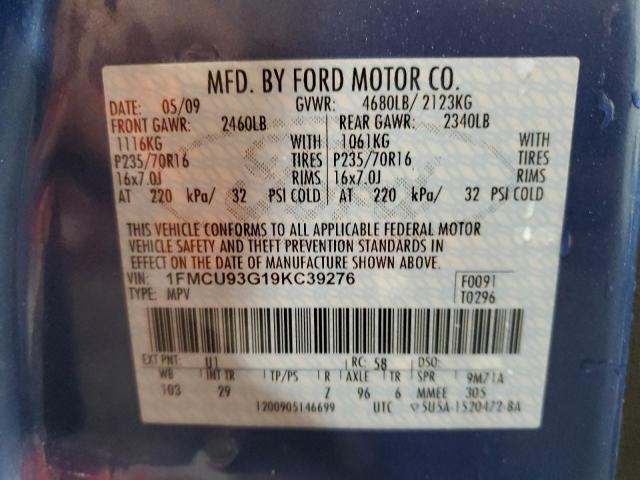 MFD. BY FORD MOTOR CO.
DATE: 05/09 GVWR: 4680LB/ 2123KG
FRONT GAWR: 2460LB REAR GAWR: 2340LB
1116KG WITH 1061KG WITH
P235/70R16 TIRES P235/70R16 TIRES
16x7.0J RIMS 16x7.0J RIMS
AT 220 kPa/ 32 PSI COLD AT 220 kPa/ 32 PSI COLD
THIS VEHICLE CONFORMS TO ALL APPLICABLE FEDERAL MOTOR
VEHICLE SAFETY AND THEFT PREVENTION STANDARDS IN
EFFECT ON THE DATE OF MANUFACTURE SHOWN ABOVE.
VIN: 1FMCU93G19KC39276 F0091
TYPE: MPV T0296
EXT PNT: U1 RC: 58 DSO:
WB INT TR TP/PS R AXLE TR SPR 9M71A
103 29 Z 96 6 MMEE 305
1200905146699 UTC 5U5A-1520472-BA